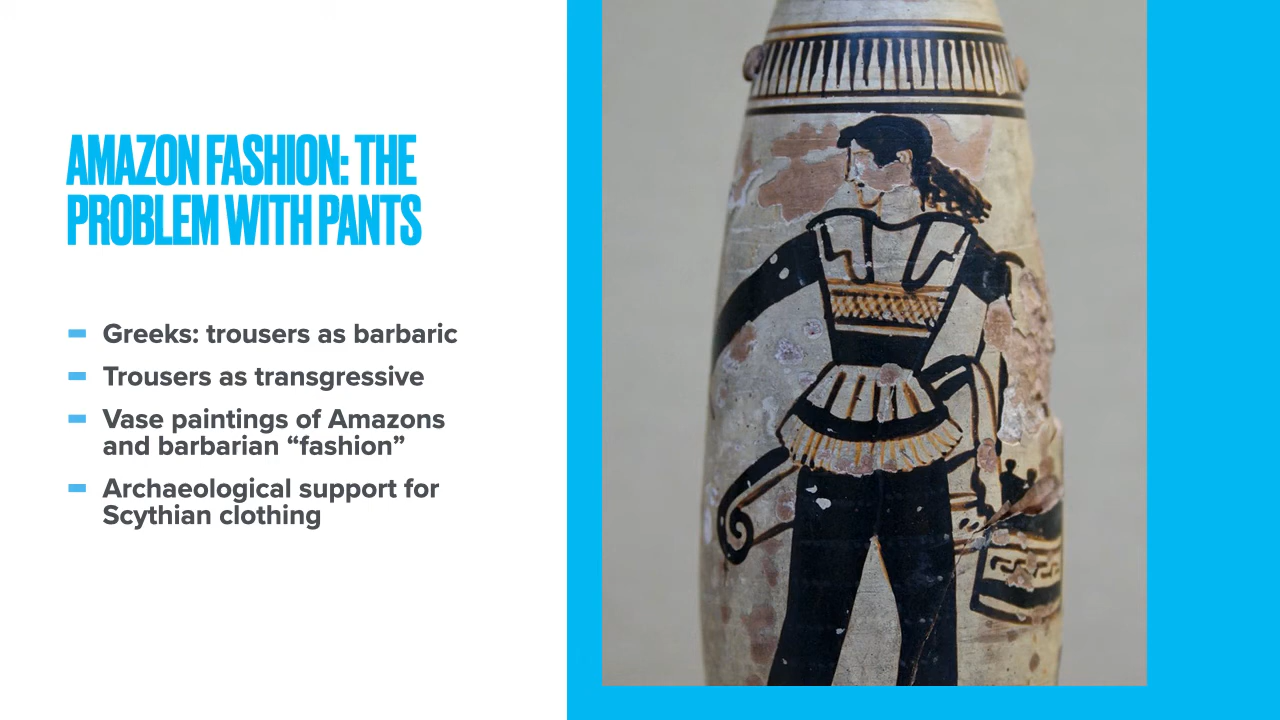 AMAZON FASHION: THE
PROBLEM WITH PANTS
Greeks: trousers as barbaric
Trousers as transgressive
Vase paintings of Amazons
and barbarian “fashion”
Archaeological support for
Scythian clothing